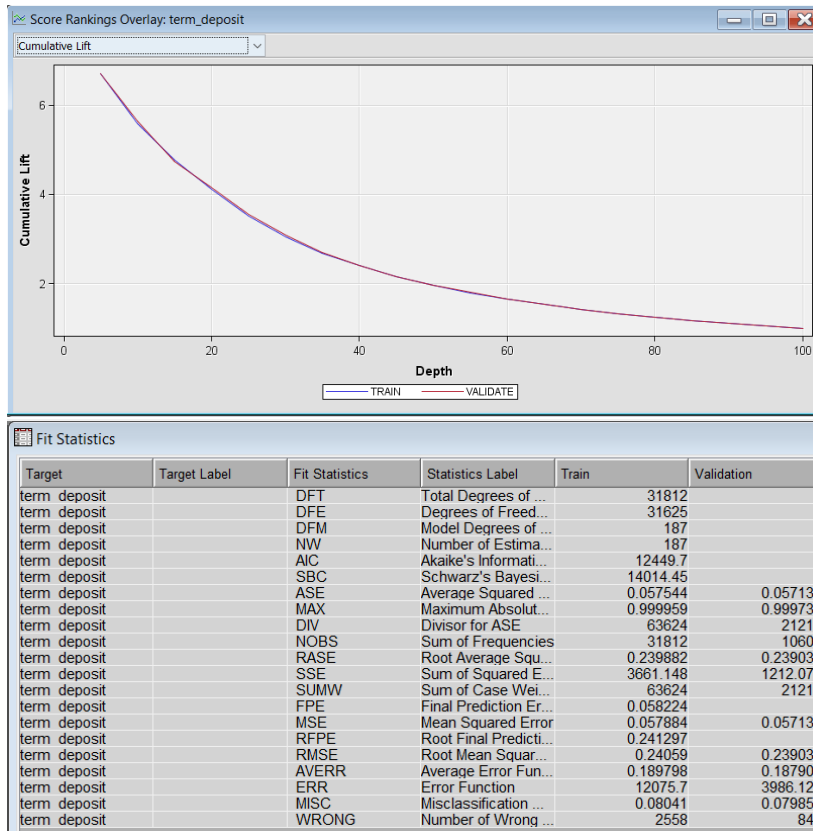 Score Rankings Overlay: term_deposit
Cumulative Lift
Cumulative Lift
6
4
2
0 20 40 60 80 100
Depth
TRAIN VALIDATE
Fit Statistics
Target Target Label Fit Statistics Statistics Label Train Validation
term_deposit DFT Total Degrees of ... 31812
term_deposit DFE Degrees of Freed... 31625
term_deposit DFM Model Degrees of ... 187
term_deposit NW Number of Estima... 187
term_deposit AIC Akaike's Informati... 12449.7
term_deposit SBC Schwarz's Bayesi... 14014.45
term_deposit ASE Average Squared ... 0.057544 0.05713
term_deposit MAX Maximum Absolut... 0.999959 0.99973
term_deposit DIV Divisor for ASE 63624 2121
term_deposit NOBS Sum of Frequencies 31812 1060
term_deposit RASE Root Average Squ... 0.239882 0.23903
term_deposit SSE Sum of Squared E... 3661.148 1212.07
term_deposit SUMW Sum of Case Wei... 63624 2121
term_deposit FPE Final Prediction Er... 0.058224
term_deposit MSE Mean Squared Error 0.057884 0.05713
term_deposit RFPE Root Final Predicti... 0.241297
term_deposit RMSE Root Mean Squar... 0.24059 0.23903
term_deposit AVERR Average Error Fun... 0.189798 0.18790
term_deposit ERR Error Function 12075.7 3986.12
term_deposit MISC Misclassification ... 0.08041 0.07985
term_deposit WRONG Number of Wrong ... 2558 84